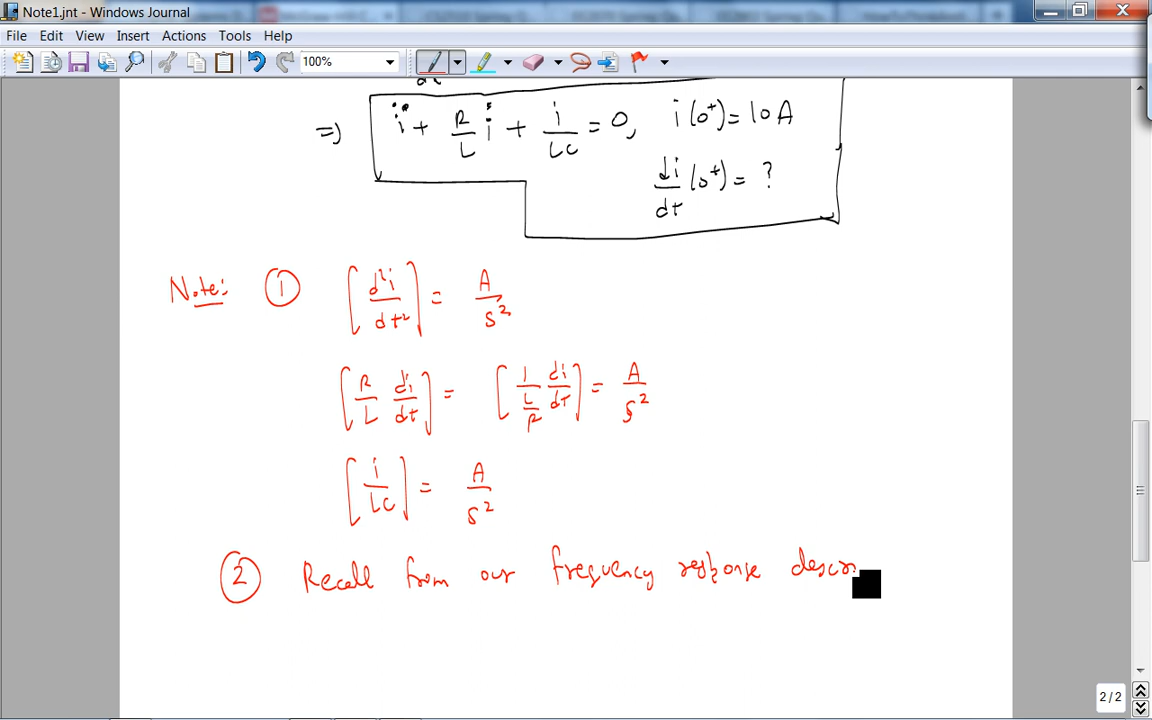 Note1.jnt - Windows Journal
File Edit View Insert Actions Tools Help
100%
dt
=> ï + R/L i̇ + i/LC = 0, i(0⁺) = 10A
di/dt (0⁺) = ?
Note: ① [d²i/dt²] = A/s²
[R/L di/dt] = [1/(L/R) di/dt] = A/s²
[i/LC] = A/s²
② Recall from our frequency response
2/2